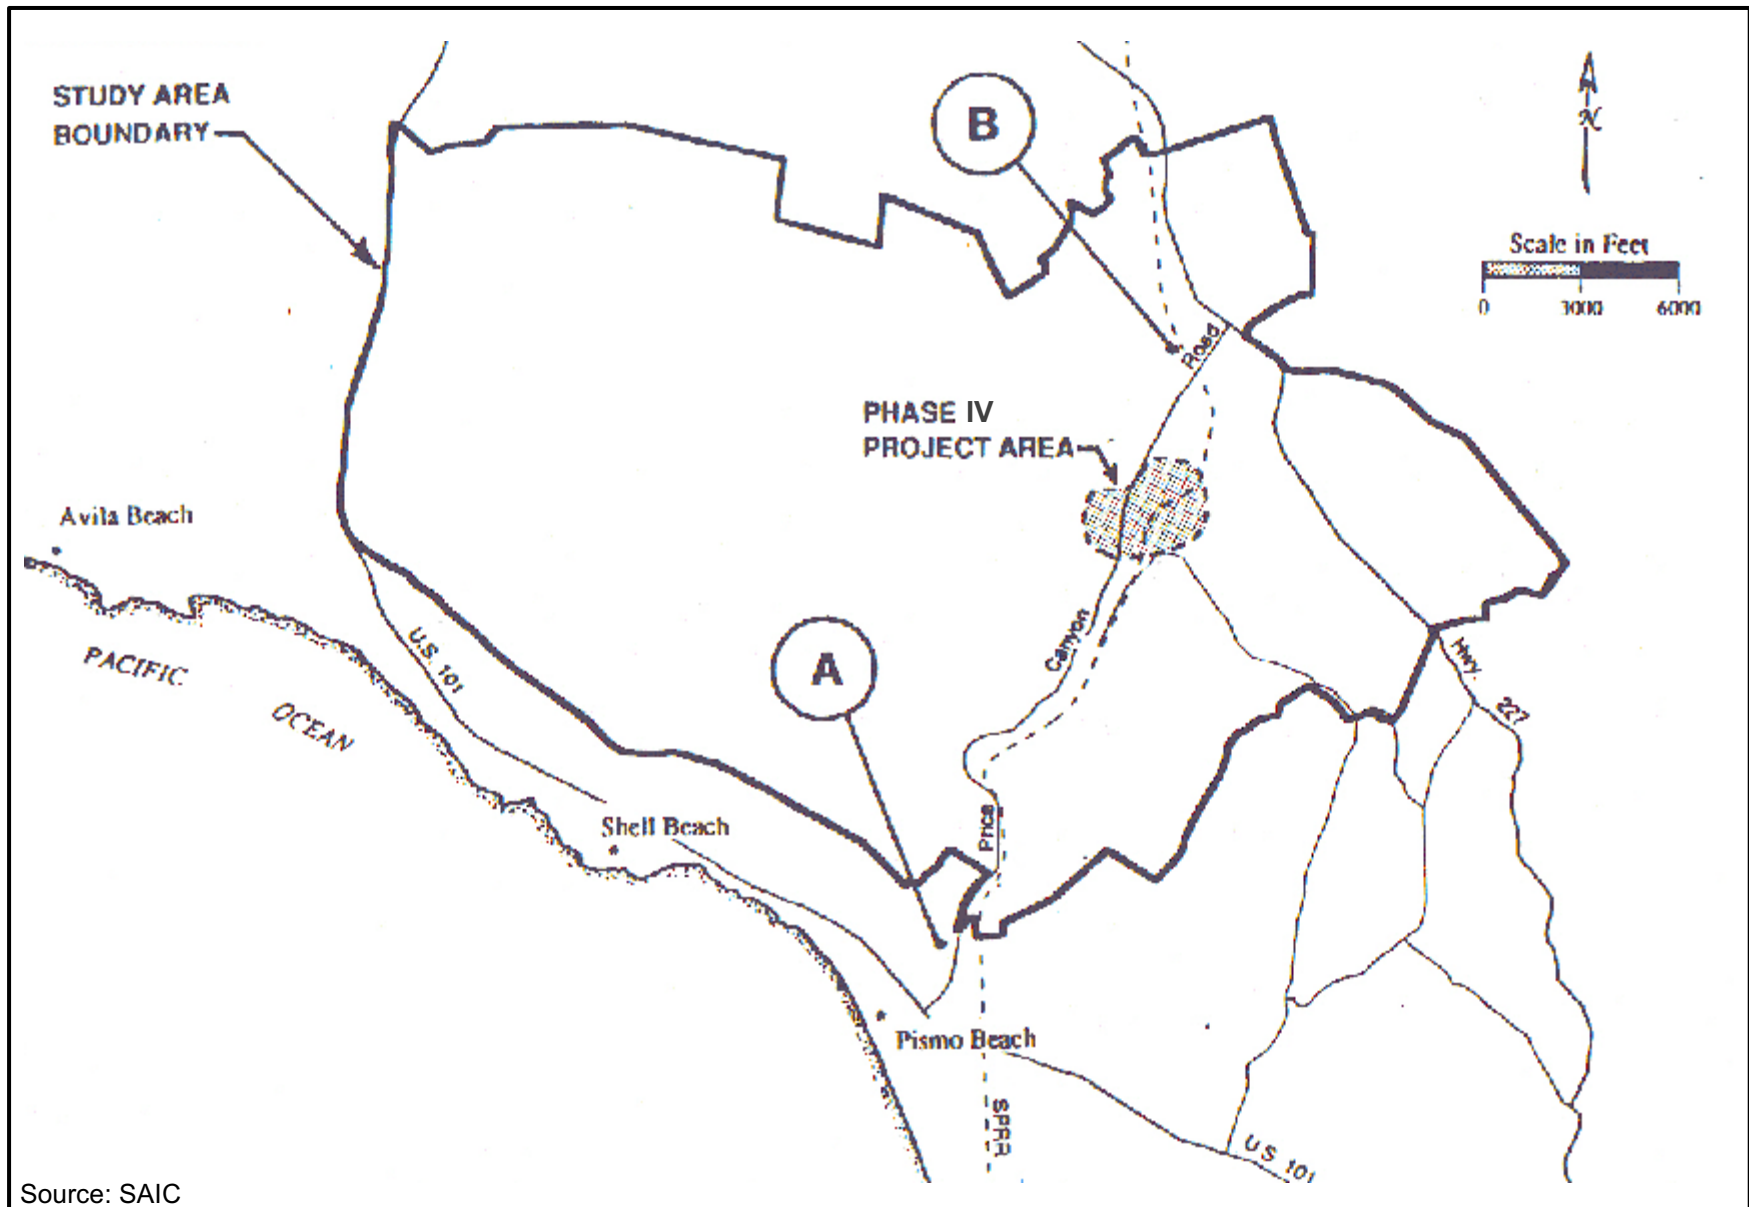 STUDY AREA
BOUNDARY
B
N
Scale in Feet
0 3000 6000
Road
PHASE IV
PROJECT AREA
Avila Beach
PACIFIC
OCEAN
U.S. 101
A
Canyon
Hwy.
227
Price
Shell Beach
Pismo Beach
SPRR
U.S. 101
Source: SAIC